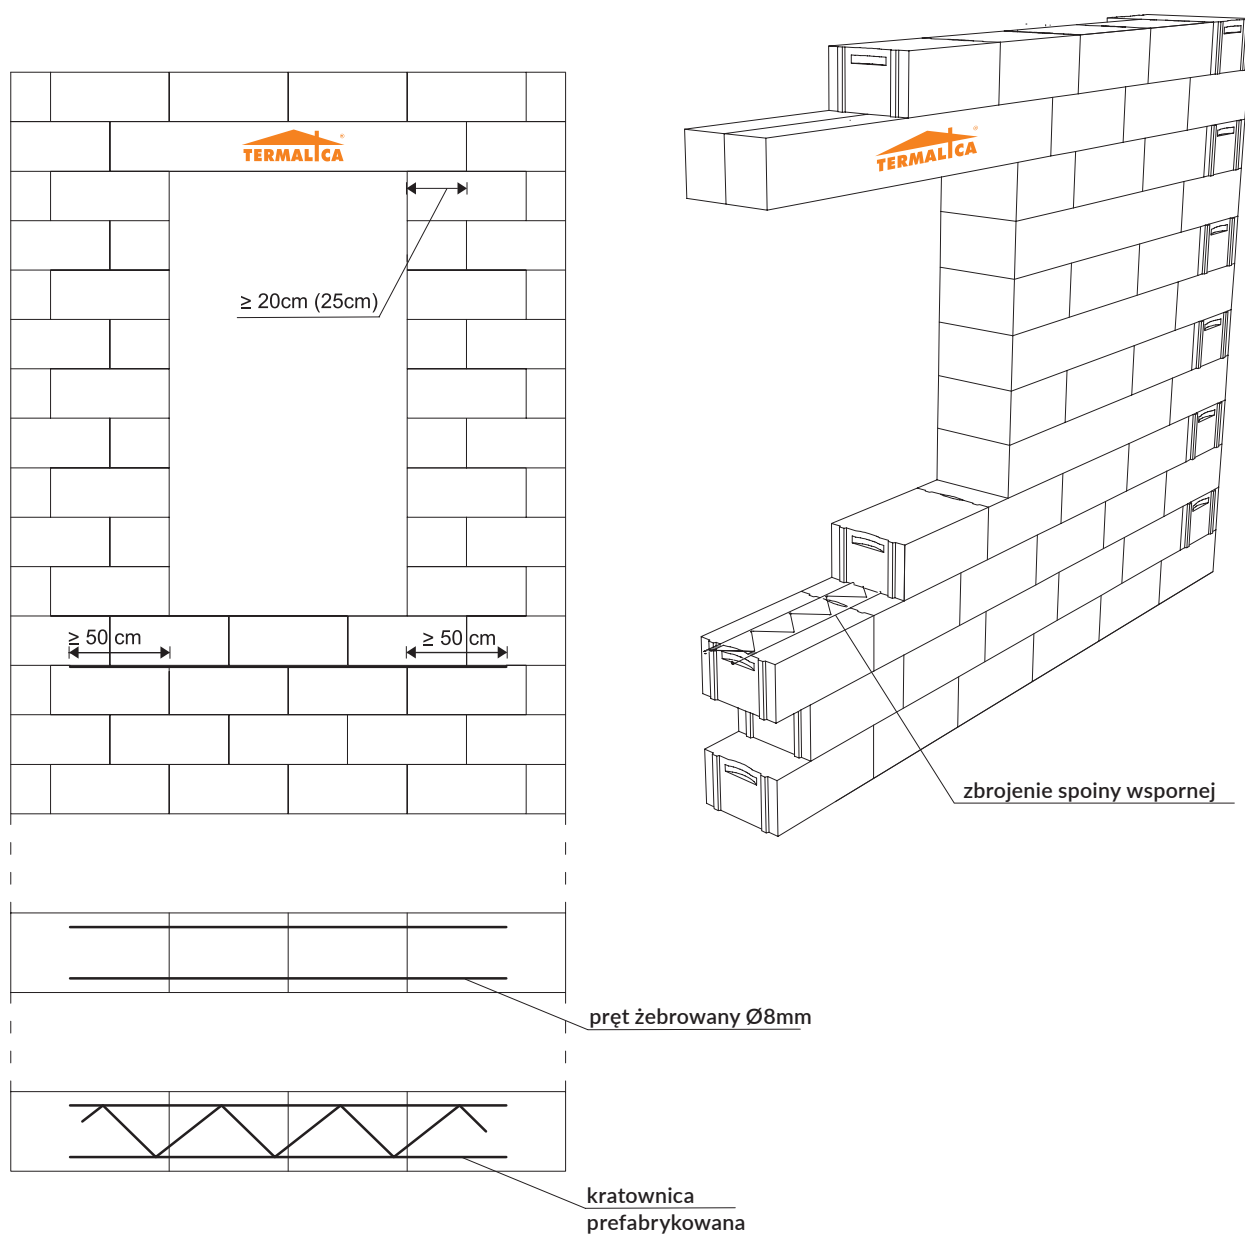 TERMALICA®
TERMALICA®
≥ 20cm (25cm)
≥ 50 cm
≥ 50 cm
zbrojenie spoiny wspornej
pręt żebrowany Ø8mm
kratownica
prefabrykowana